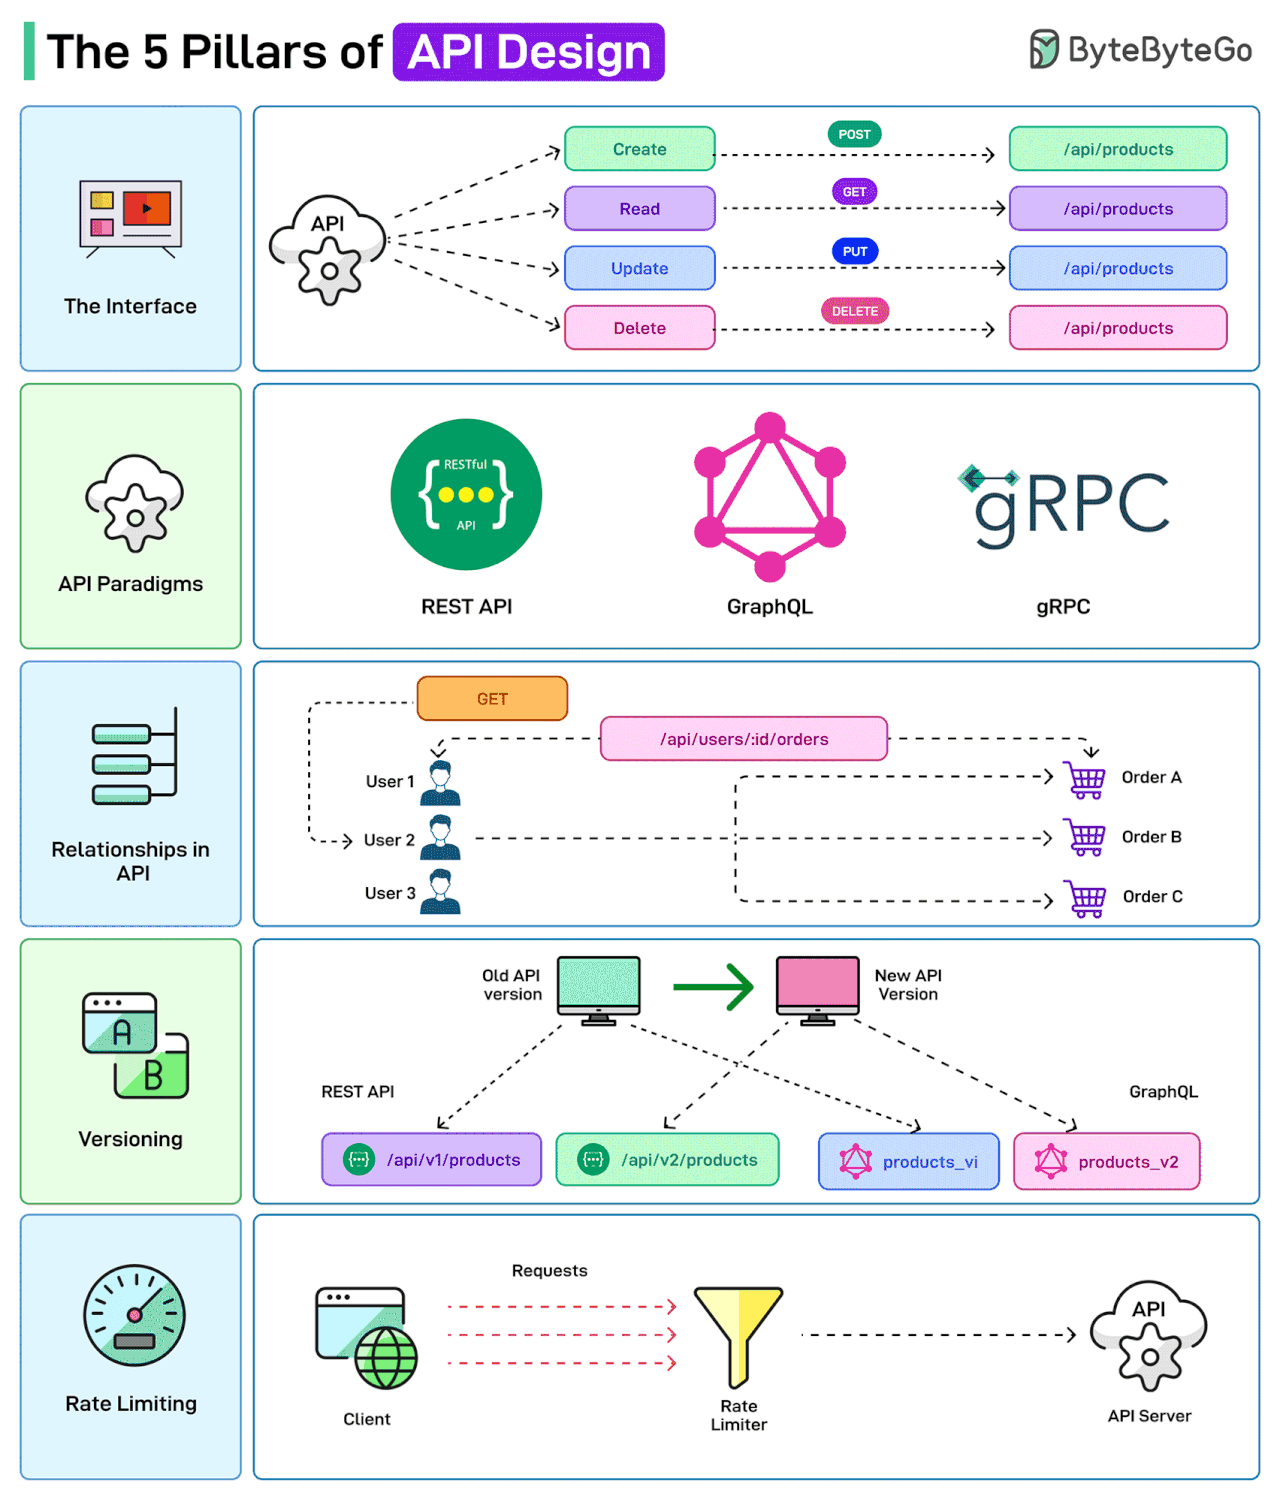 The 5 Pillars of API Design
ByteByteGo
The Interface
API
Create
POST
/api/products
Read
GET
/api/products
Update
PUT
/api/products
Delete
DELETE
/api/products
API Paradigms
RESTful
API
REST API
GraphQL
gRPC
gRPC
Relationships in
API
GET
/api/users/:id/orders
User 1
Order A
User 2
Order B
User 3
Order C
Versioning
A
B
Old API
version
New API
Version
REST API
GraphQL
/api/v1/products
/api/v2/products
products_vi
products_v2
Rate Limiting
Requests
Client
Rate
Limiter
API
API Server